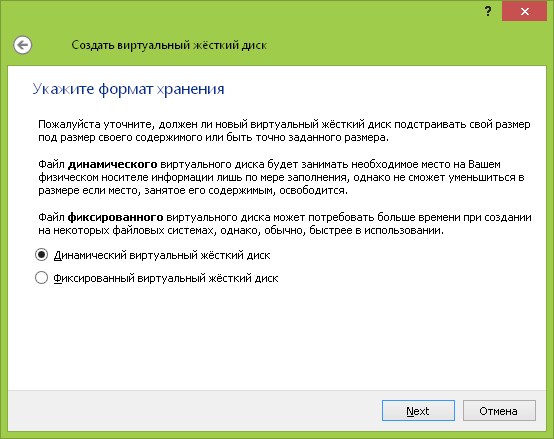 ?
Создать виртуальный жёсткий диск
Укажите формат хранения
Пожалуйста уточните, должен ли новый виртуальный жёсткий диск подстраивать свой размер
под размер своего содержимого или быть точно заданного размера.
Файл динамического виртуального диска будет занимать необходимое место на Вашем
физическом носителе информации лишь по мере заполнения, однако не сможет уменьшиться в
размере если место, занятое его содержимым, освободится.
Файл фиксированного виртуального диска может потребовать больше времени при создании
на некоторых файловых системах, однако, обычно, быстрее в использовании.
Динамический виртуальный жёсткий диск
Фиксированный виртуальный жёсткий диск
Next
Отмена